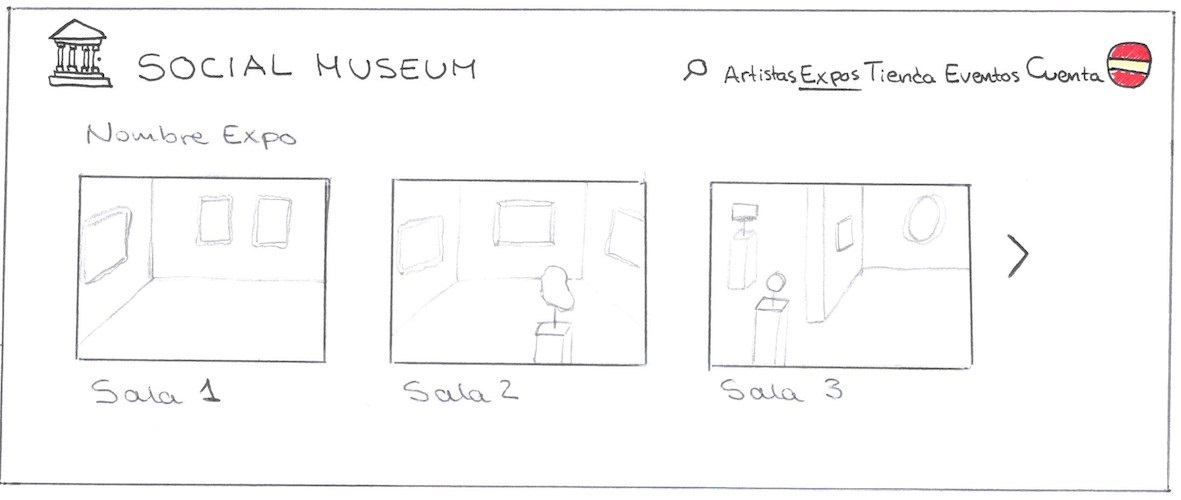 SOCIAL MUSEUM
Artistas Expos Tienda Eventos Cuenta
Nombre Expo
Sala 1
Sala 2
Sala 3